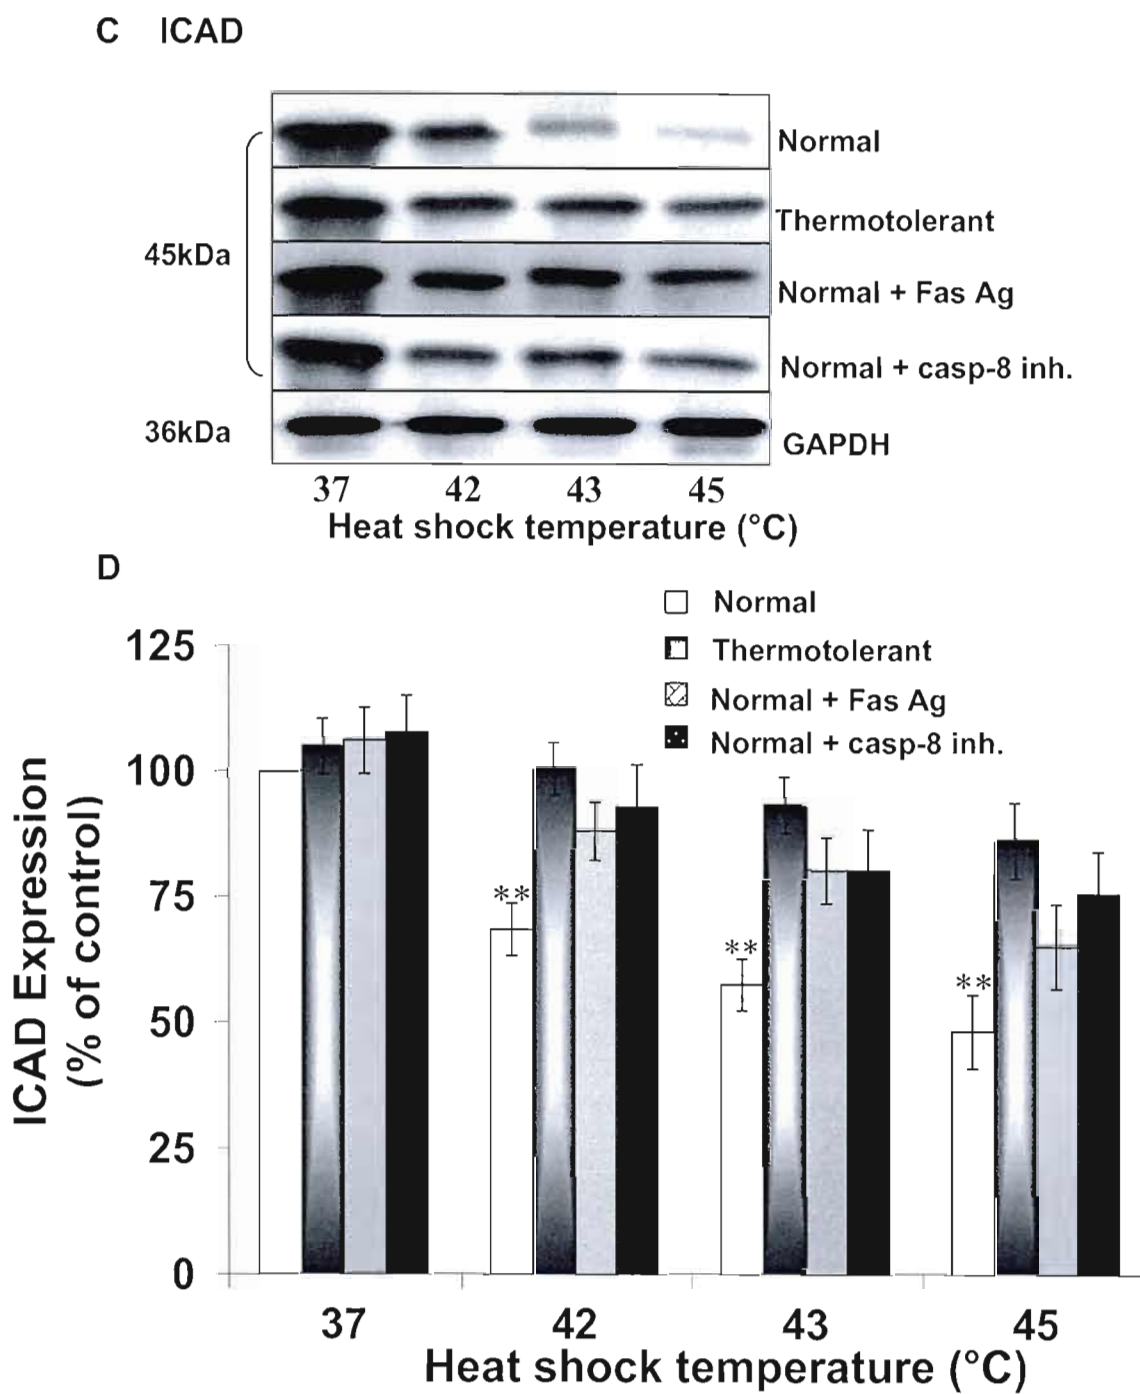 C ICAD
Normal
Thermotolerant
45kDa
Normal + Fas Ag
Normal + casp-8 inh.
36kDa
GAPDH
37 42 43 45
Heat shock temperature (°C)
D
Normal
Thermotolerant
Normal + Fas Ag
Normal + casp-8 inh.
125
100
75
50
25
0
ICAD Expression
(% of control)
**
**
**
37 42 43 45
Heat shock temperature (°C)